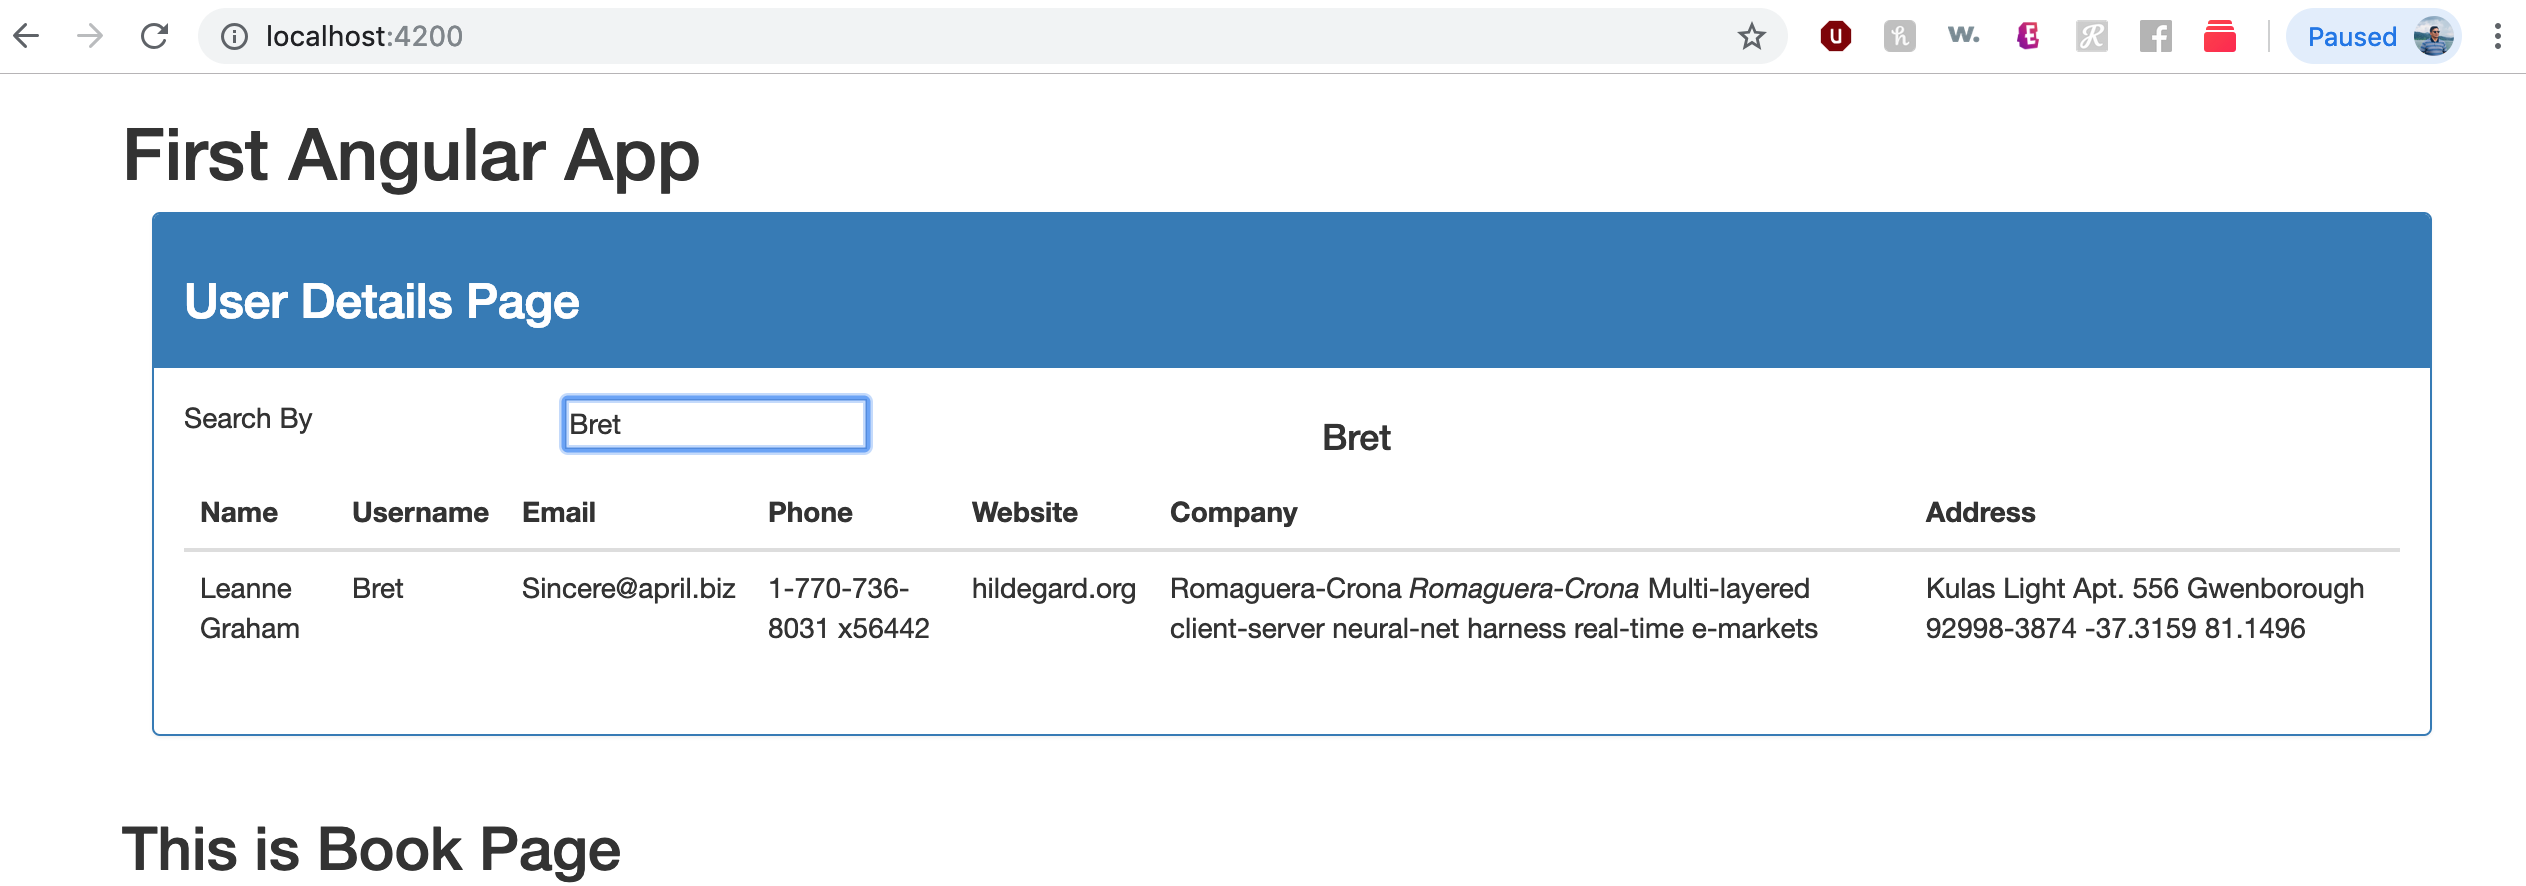 localhost:4200
Paused
First Angular App
User Details Page
Search By Bret Bret
Name Username Email Phone Website Company Address
Leanne Bret Sincere@april.biz 1-770-736- hildegard.org Romaguera-Crona Romaguera-Crona Multi-layered Kulas Light Apt. 556 Gwenborough
Graham 8031 x56442 client-server neural-net harness real-time e-markets 92998-3874 -37.3159 81.1496
This is Book Page